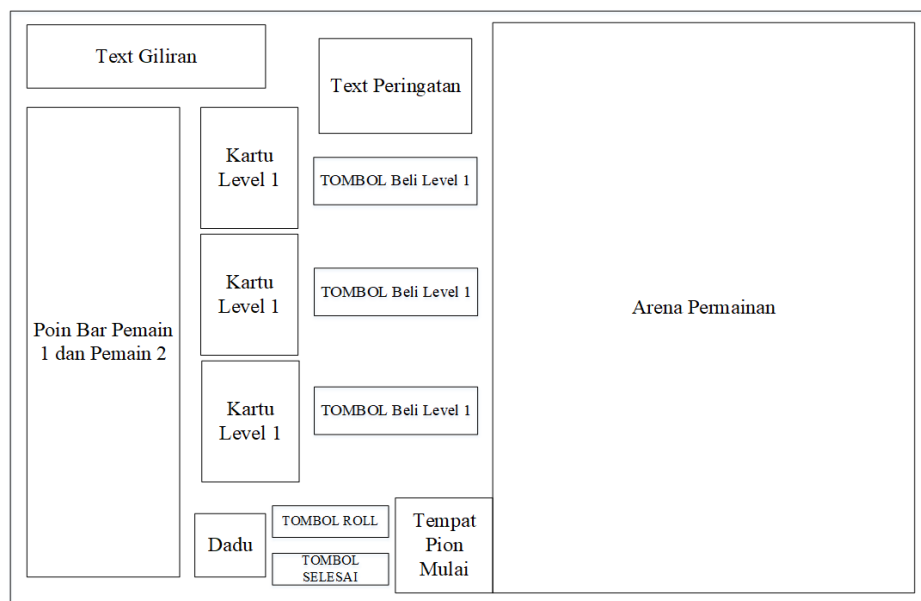 Text Giliran
Text Peringatan
Kartu
Level 1
TOMBOL Beli Level 1
Kartu
Level 1
TOMBOL Beli Level 1
Arena Permainan
Poin Bar Pemain
1 dan Pemain 2
Kartu
Level 1
TOMBOL Beli Level 1
Dadu
TOMBOL ROLL
TOMBOL
SELESAI
Tempat
Pion
Mulai